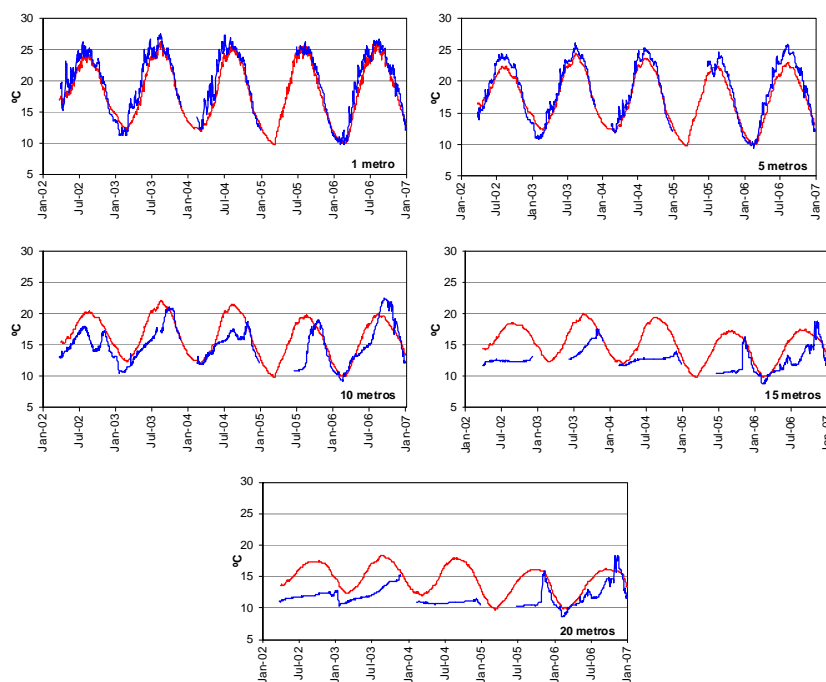 30
25
20
15
10
5
ºC
Jan-02
Jul-02
Jan-03
Jul-03
Jan-04
Jul-04
Jan-05
Jul-05
Jan-06
Jul-06
Jan-07
1 metro
30
25
20
15
10
5
ºC
Jan-02
Jul-02
Jan-03
Jul-03
Jan-04
Jul-04
Jan-05
Jul-05
Jan-06
Jul-06
Jan-07
5 metros
30
25
20
15
10
5
ºC
Jan-02
Jul-02
Jan-03
Jul-03
Jan-04
Jul-04
Jan-05
Jul-05
Jan-06
Jul-06
Jan-07
10 metros
30
25
20
15
10
5
ºC
Jan-02
Jul-02
Jan-03
Jul-03
Jan-04
Jul-04
Jan-05
Jul-05
Jan-06
Jul-06
Jan-07
15 metros
30
25
20
15
10
5
ºC
Jan-02
Jul-02
Jan-03
Jul-03
Jan-04
Jul-04
Jan-05
Jul-05
Jan-06
Jul-06
Jan-07
20 metros